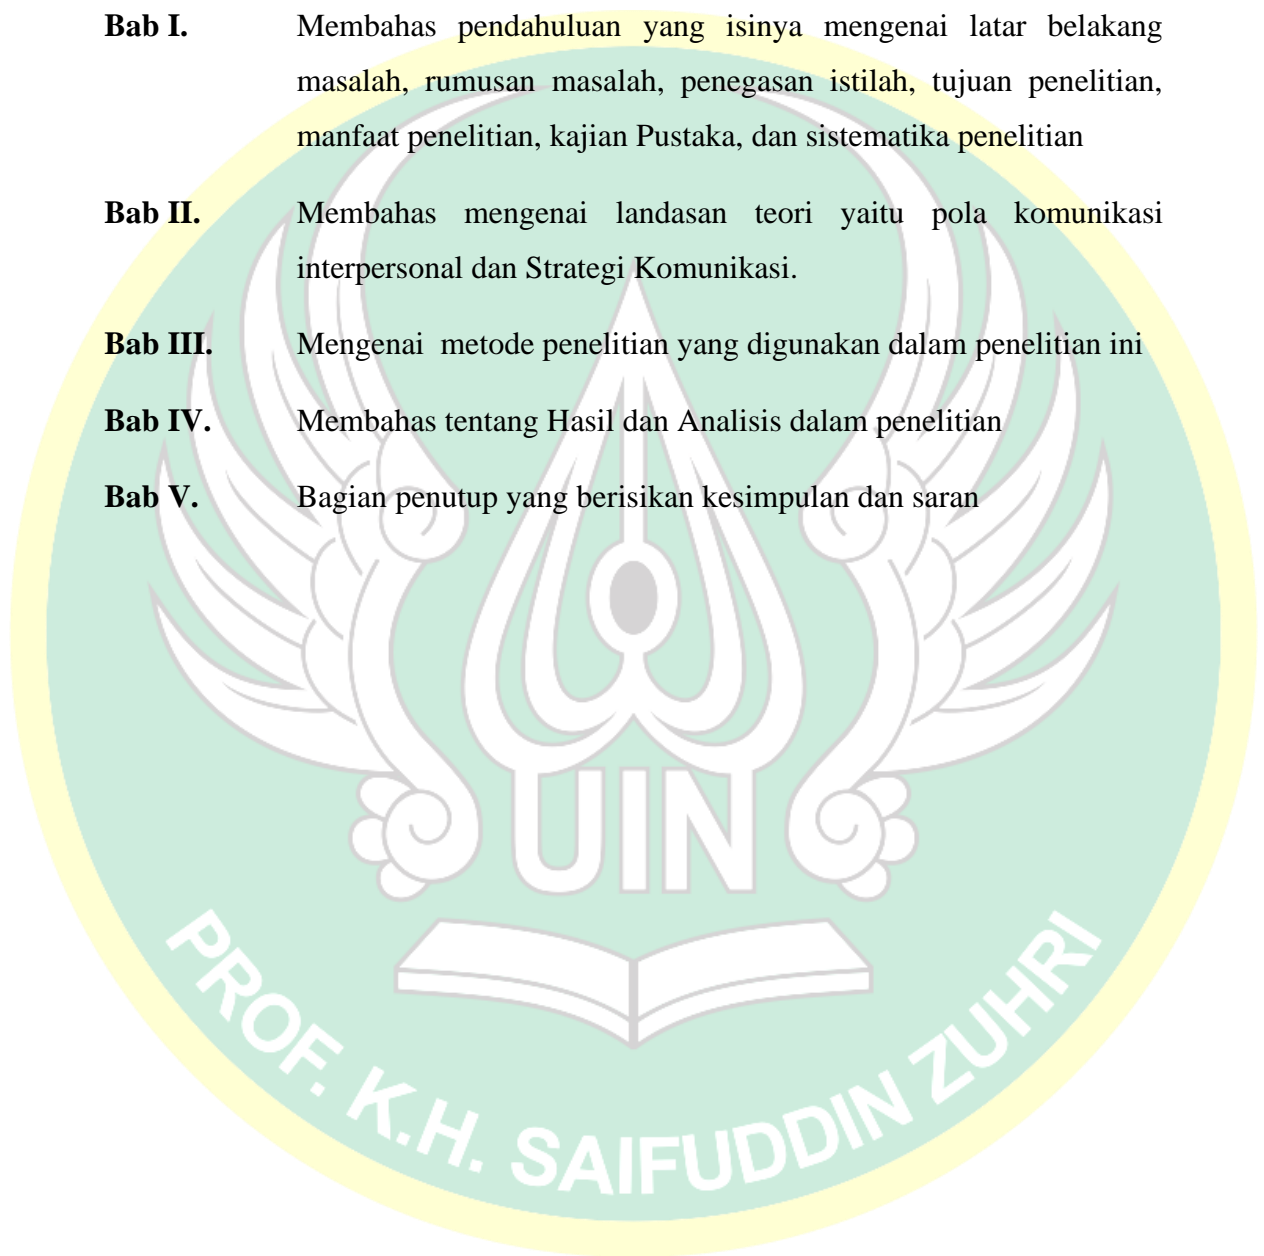 Bab I. Membahas pendahuluan yang isinya mengenai latar belakang
masalah, rumusan masalah, penegasan istilah, tujuan penelitian,
manfaat penelitian, kajian Pustaka, dan sistematika penelitian
Bab II. Membahas mengenai landasan teori yaitu pola komunikasi
interpersonal dan Strategi Komunikasi.
Bab III. Mengenai metode penelitian yang digunakan dalam penelitian ini
Bab IV. Membahas tentang Hasil dan Analisis dalam penelitian
Bab V. Bagian penutup yang berisikan kesimpulan dan saran
UIN
PROF. K.H. SAIFUDDIN ZUHRI